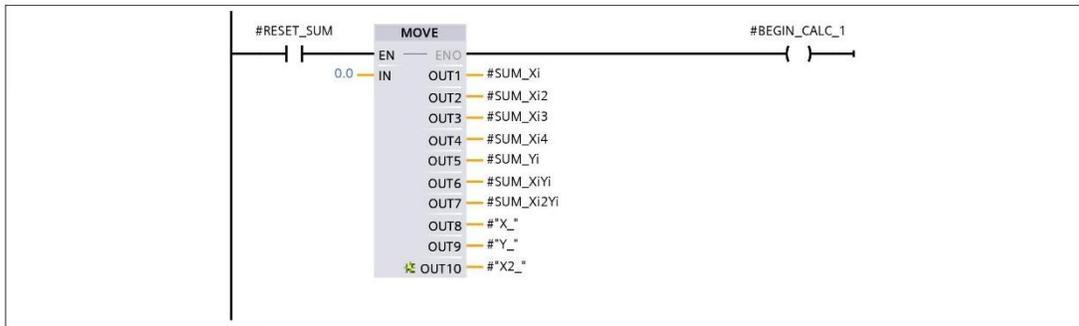 #RESET_SUM MOVE #BEGIN_CALC_1
EN ENO
0.0 IN OUT1 #SUM_Xi
OUT2 #SUM_Xi2
OUT3 #SUM_Xi3
OUT4 #SUM_Xi4
OUT5 #SUM_Yi
OUT6 #SUM_XiYi
OUT7 #SUM_Xi2Yi
OUT8 #"X_"
OUT9 #"Y_"
OUT10 #"X2_"